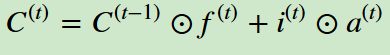 C^{(t)} = C^{(t−1)} ⊙ f^{(t)} + i^{(t)} ⊙ a^{(t)}